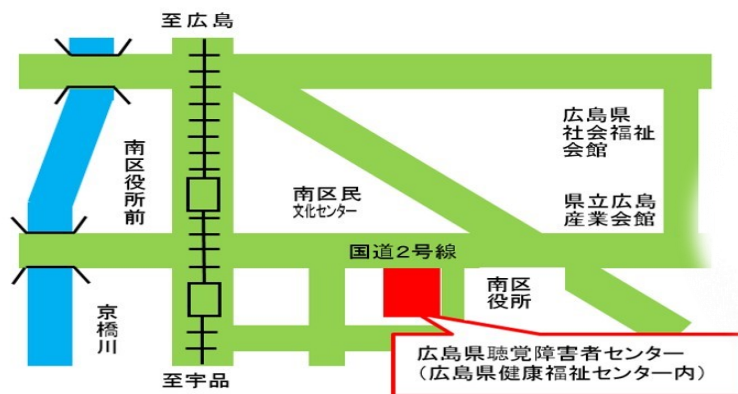 至広島
広島県
社会福祉
会館
南区役所前
南区民
文化センター
県立広島
産業会館
国道2号線
南区
役所
京橋川
広島県聴覚障害者センター
（広島県健康福祉センター内）
至宇品